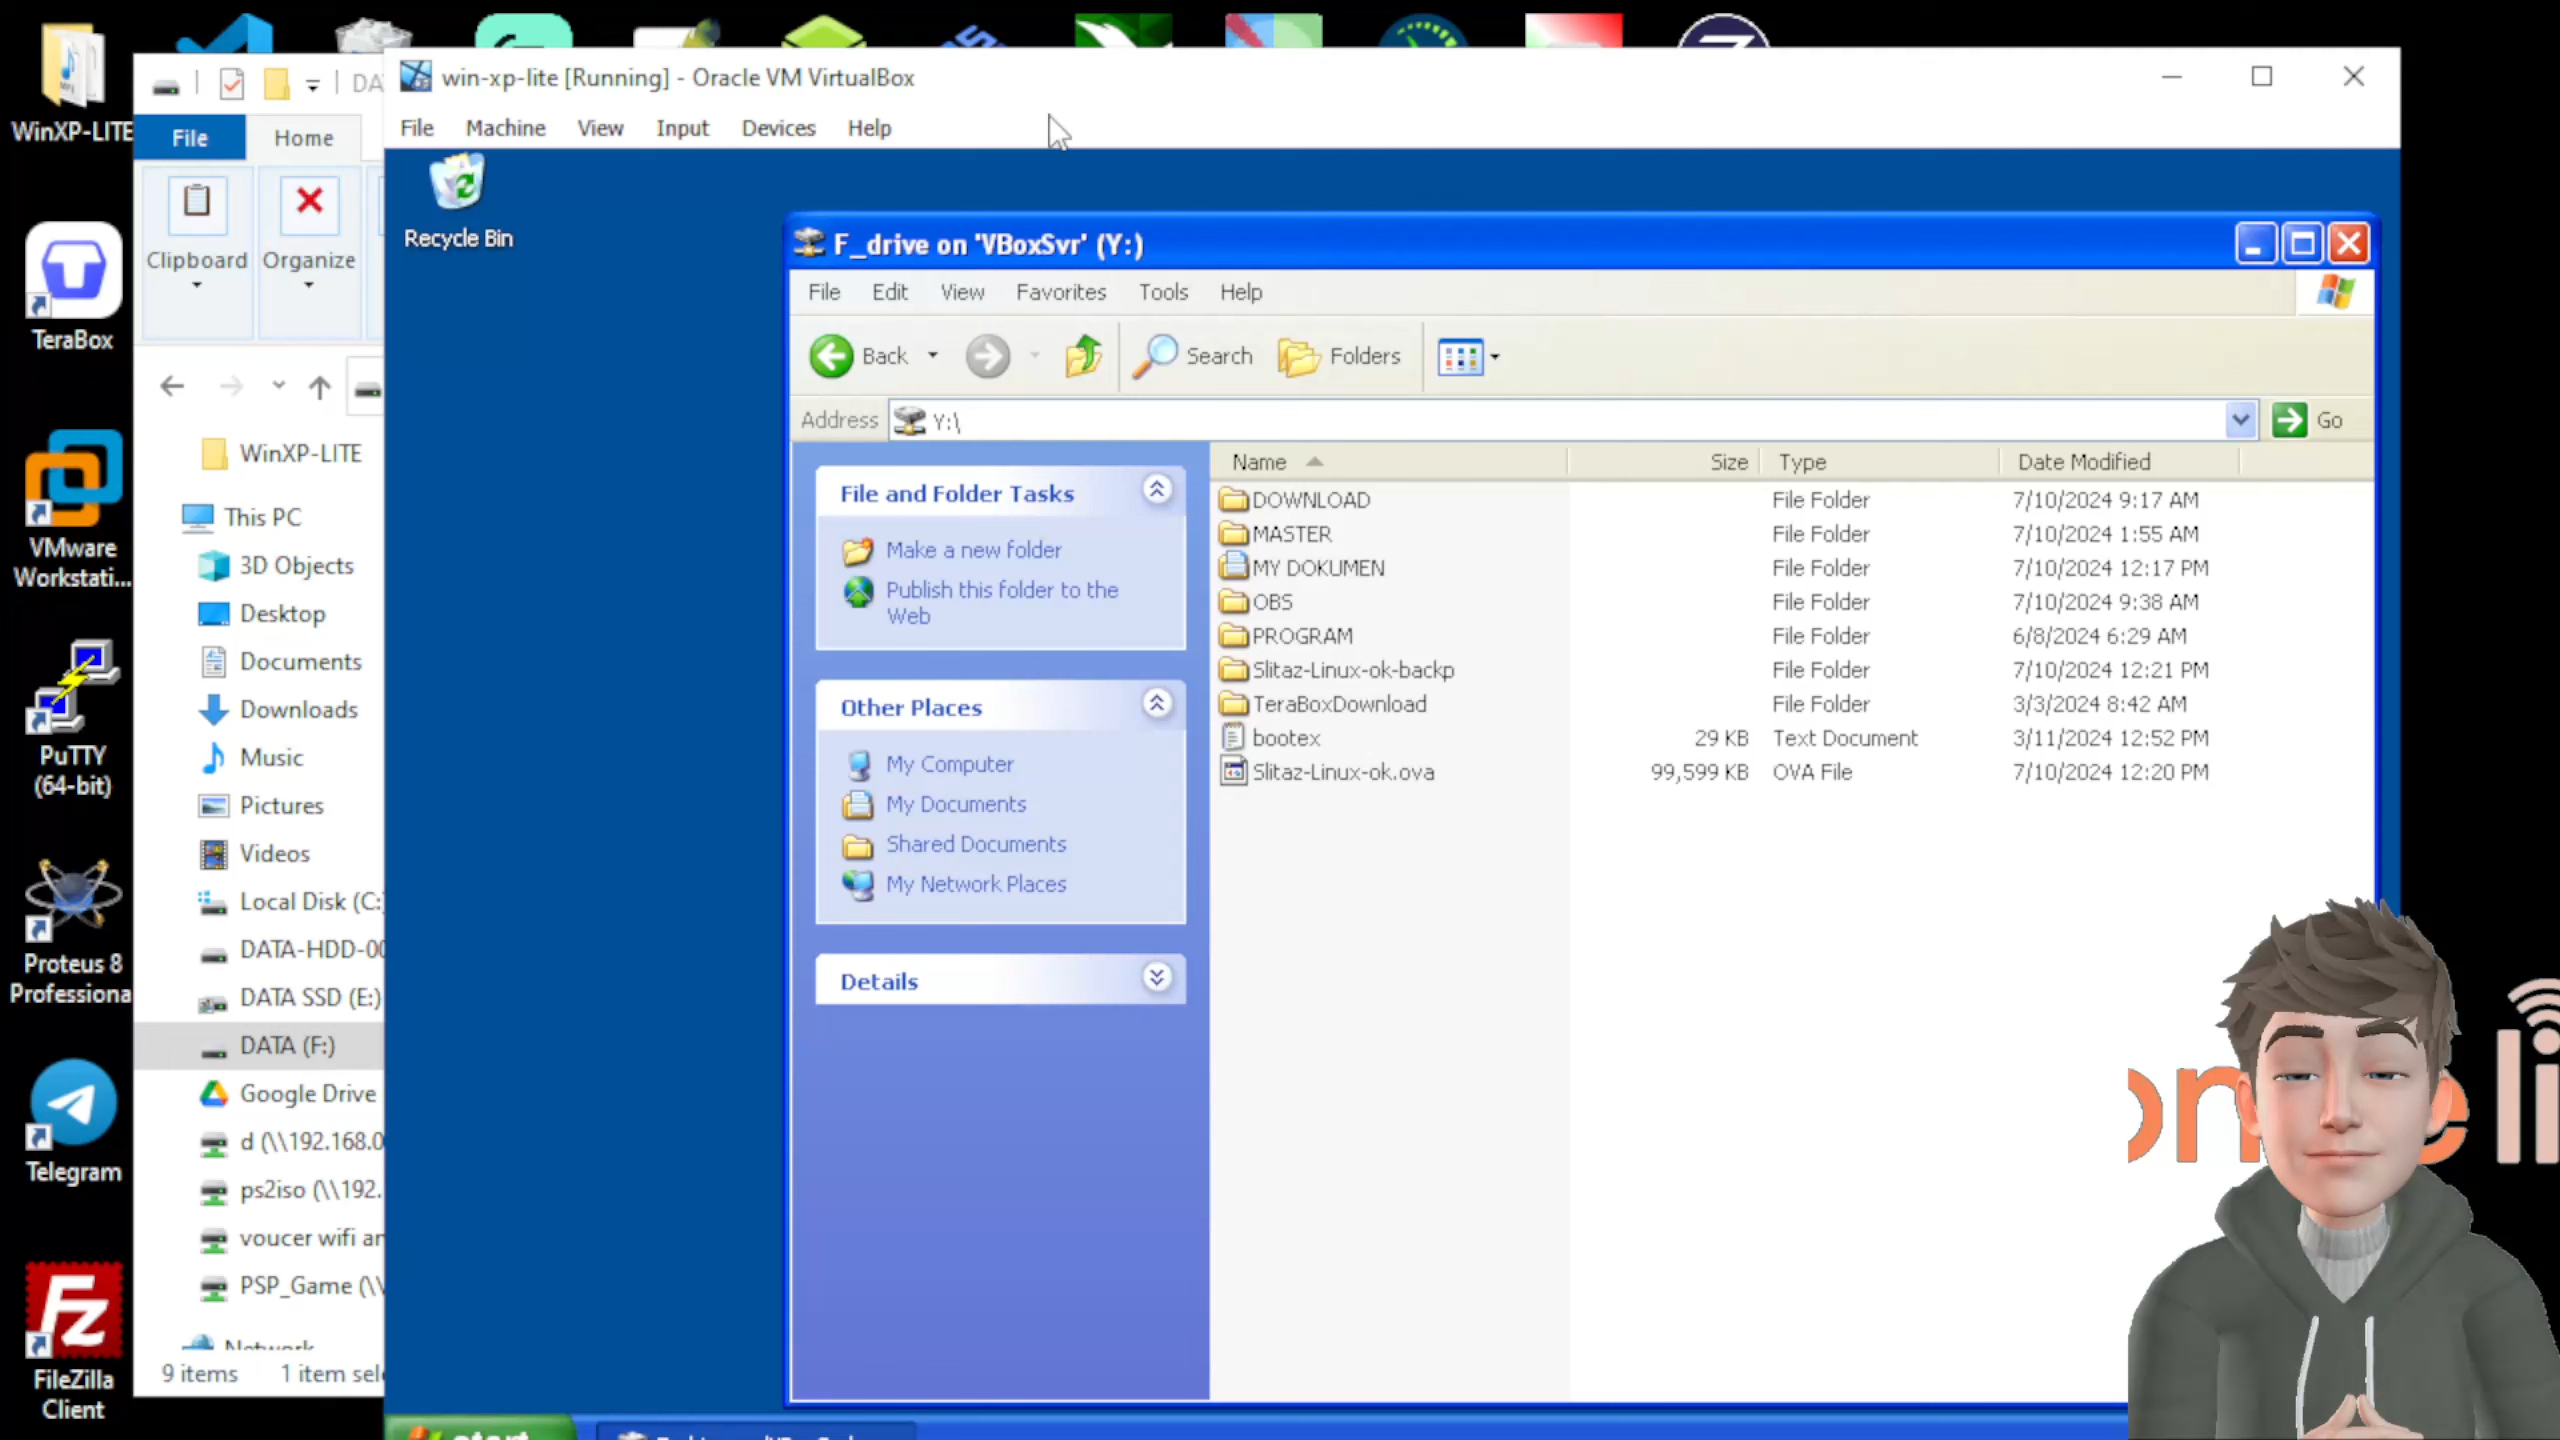 WinXP-LITE
TeraBox
VMware
Workstati...
PuTTY
(64-bit)
Proteus 8
Professiona
Telegram
FileZilla
Client
DA
File
Home
Clipboard
Organize
WinXP-LITE
This PC
3D Objects
Desktop
Documents
Downloads
Music
Pictures
Videos
Local Disk (C:
DATA-HDD-00
DATA SSD (E:)
DATA (F:)
Google Drive
d (\\192.168.0
ps2iso (\\192.
voucer wifi an
PSP_Game (\\
Network
9 items 1 item sele
win-xp-lite [Running] - Oracle VM VirtualBox
File Machine View Input Devices Help
Recycle Bin
F_drive on 'VBoxSvr' (Y:)
File Edit View Favorites Tools Help
Back Search Folders
Address Y:\ Go
File and Folder Tasks
Make a new folder
Publish this folder to the
Web
Other Places
My Computer
My Documents
Shared Documents
My Network Places
Details
Name Size Type Date Modified
DOWNLOAD File Folder 7/10/2024 9:17 AM
MASTER File Folder 7/10/2024 1:55 AM
MY DOKUMEN File Folder 7/10/2024 12:17 PM
OBS File Folder 7/10/2024 9:38 AM
PROGRAM File Folder 6/8/2024 6:29 AM
Slitaz-Linux-ok-backp File Folder 7/10/2024 12:21 PM
TeraBoxDownload File Folder 3/3/2024 8:42 AM
bootex 29 KB Text Document 3/11/2024 12:52 PM
Slitaz-Linux-ok.ova 99,599 KB OVA File 7/10/2024 12:20 PM
start